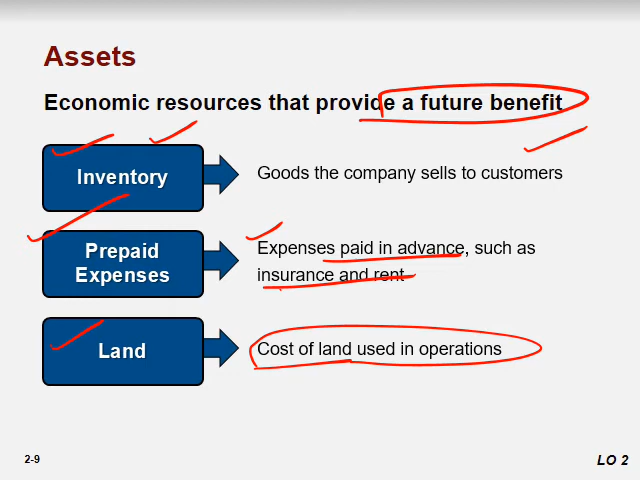 Assets
Economic resources that provide a future benefit
Inventory
Goods the company sells to customers
Prepaid
Expenses
Expenses paid in advance, such as
insurance and rent
Land
Cost of land used in operations
2-9
LO 2